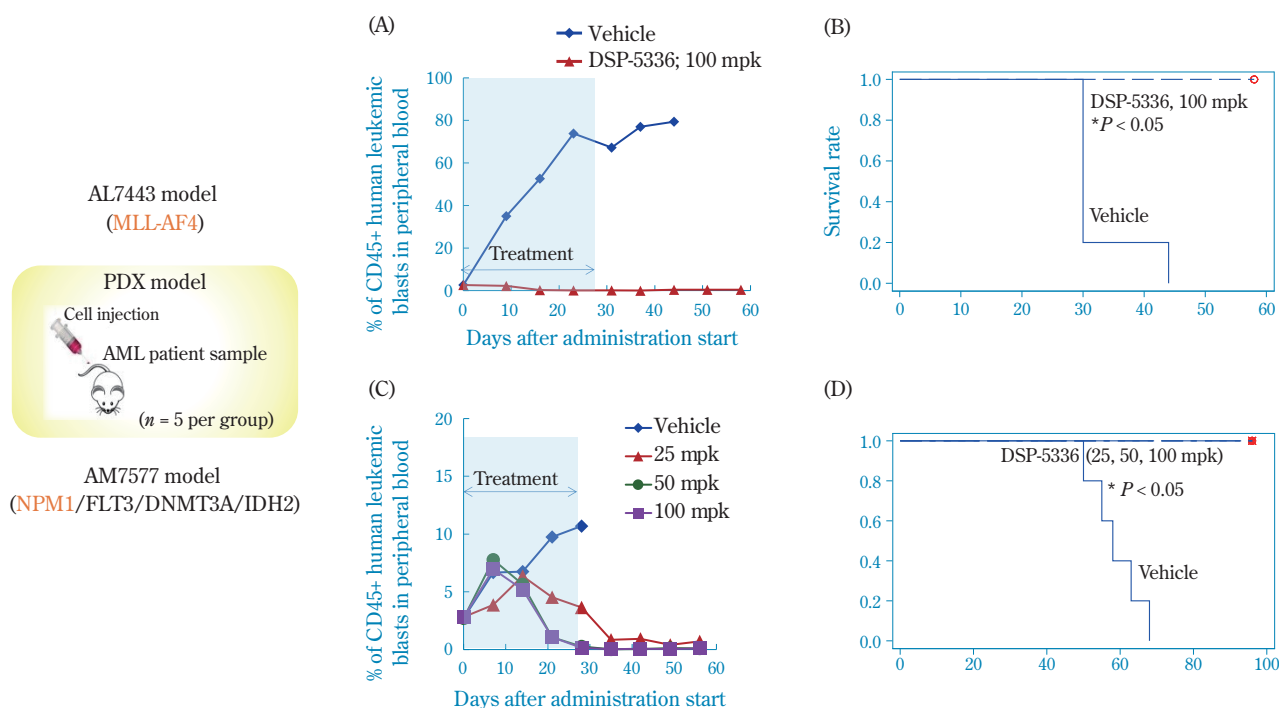 AL7443 model
(MLL-AF4)
PDX model
Cell injection
AML patient sample
(n = 5 per group)
AM7577 model
(NPM1/FLT3/DNMT3A/IDH2)
(A)
Vehicle
DSP-5336; 100 mpk
% of CD45+ human leukemic
blasts in peripheral blood
100
80
60
40
20
0
Treatment
0 10 20 30 40 50 60
Days after administration start
(B)
Survival rate
1.0
0.8
0.6
0.4
0.2
0.0
DSP-5336, 100 mpk
*P < 0.05
Vehicle
0 10 20 30 40 50 60
(C)
Vehicle
25 mpk
50 mpk
100 mpk
% of CD45+ human leukemic
blasts in peripheral blood
20
15
10
5
0
Treatment
0 10 20 30 40 50 60
Days after administration start
(D)
1.0
0.8
0.6
0.4
0.2
0.0
DSP-5336 (25, 50, 100 mpk)
* P < 0.05
Vehicle
0 20 40 60 80 100